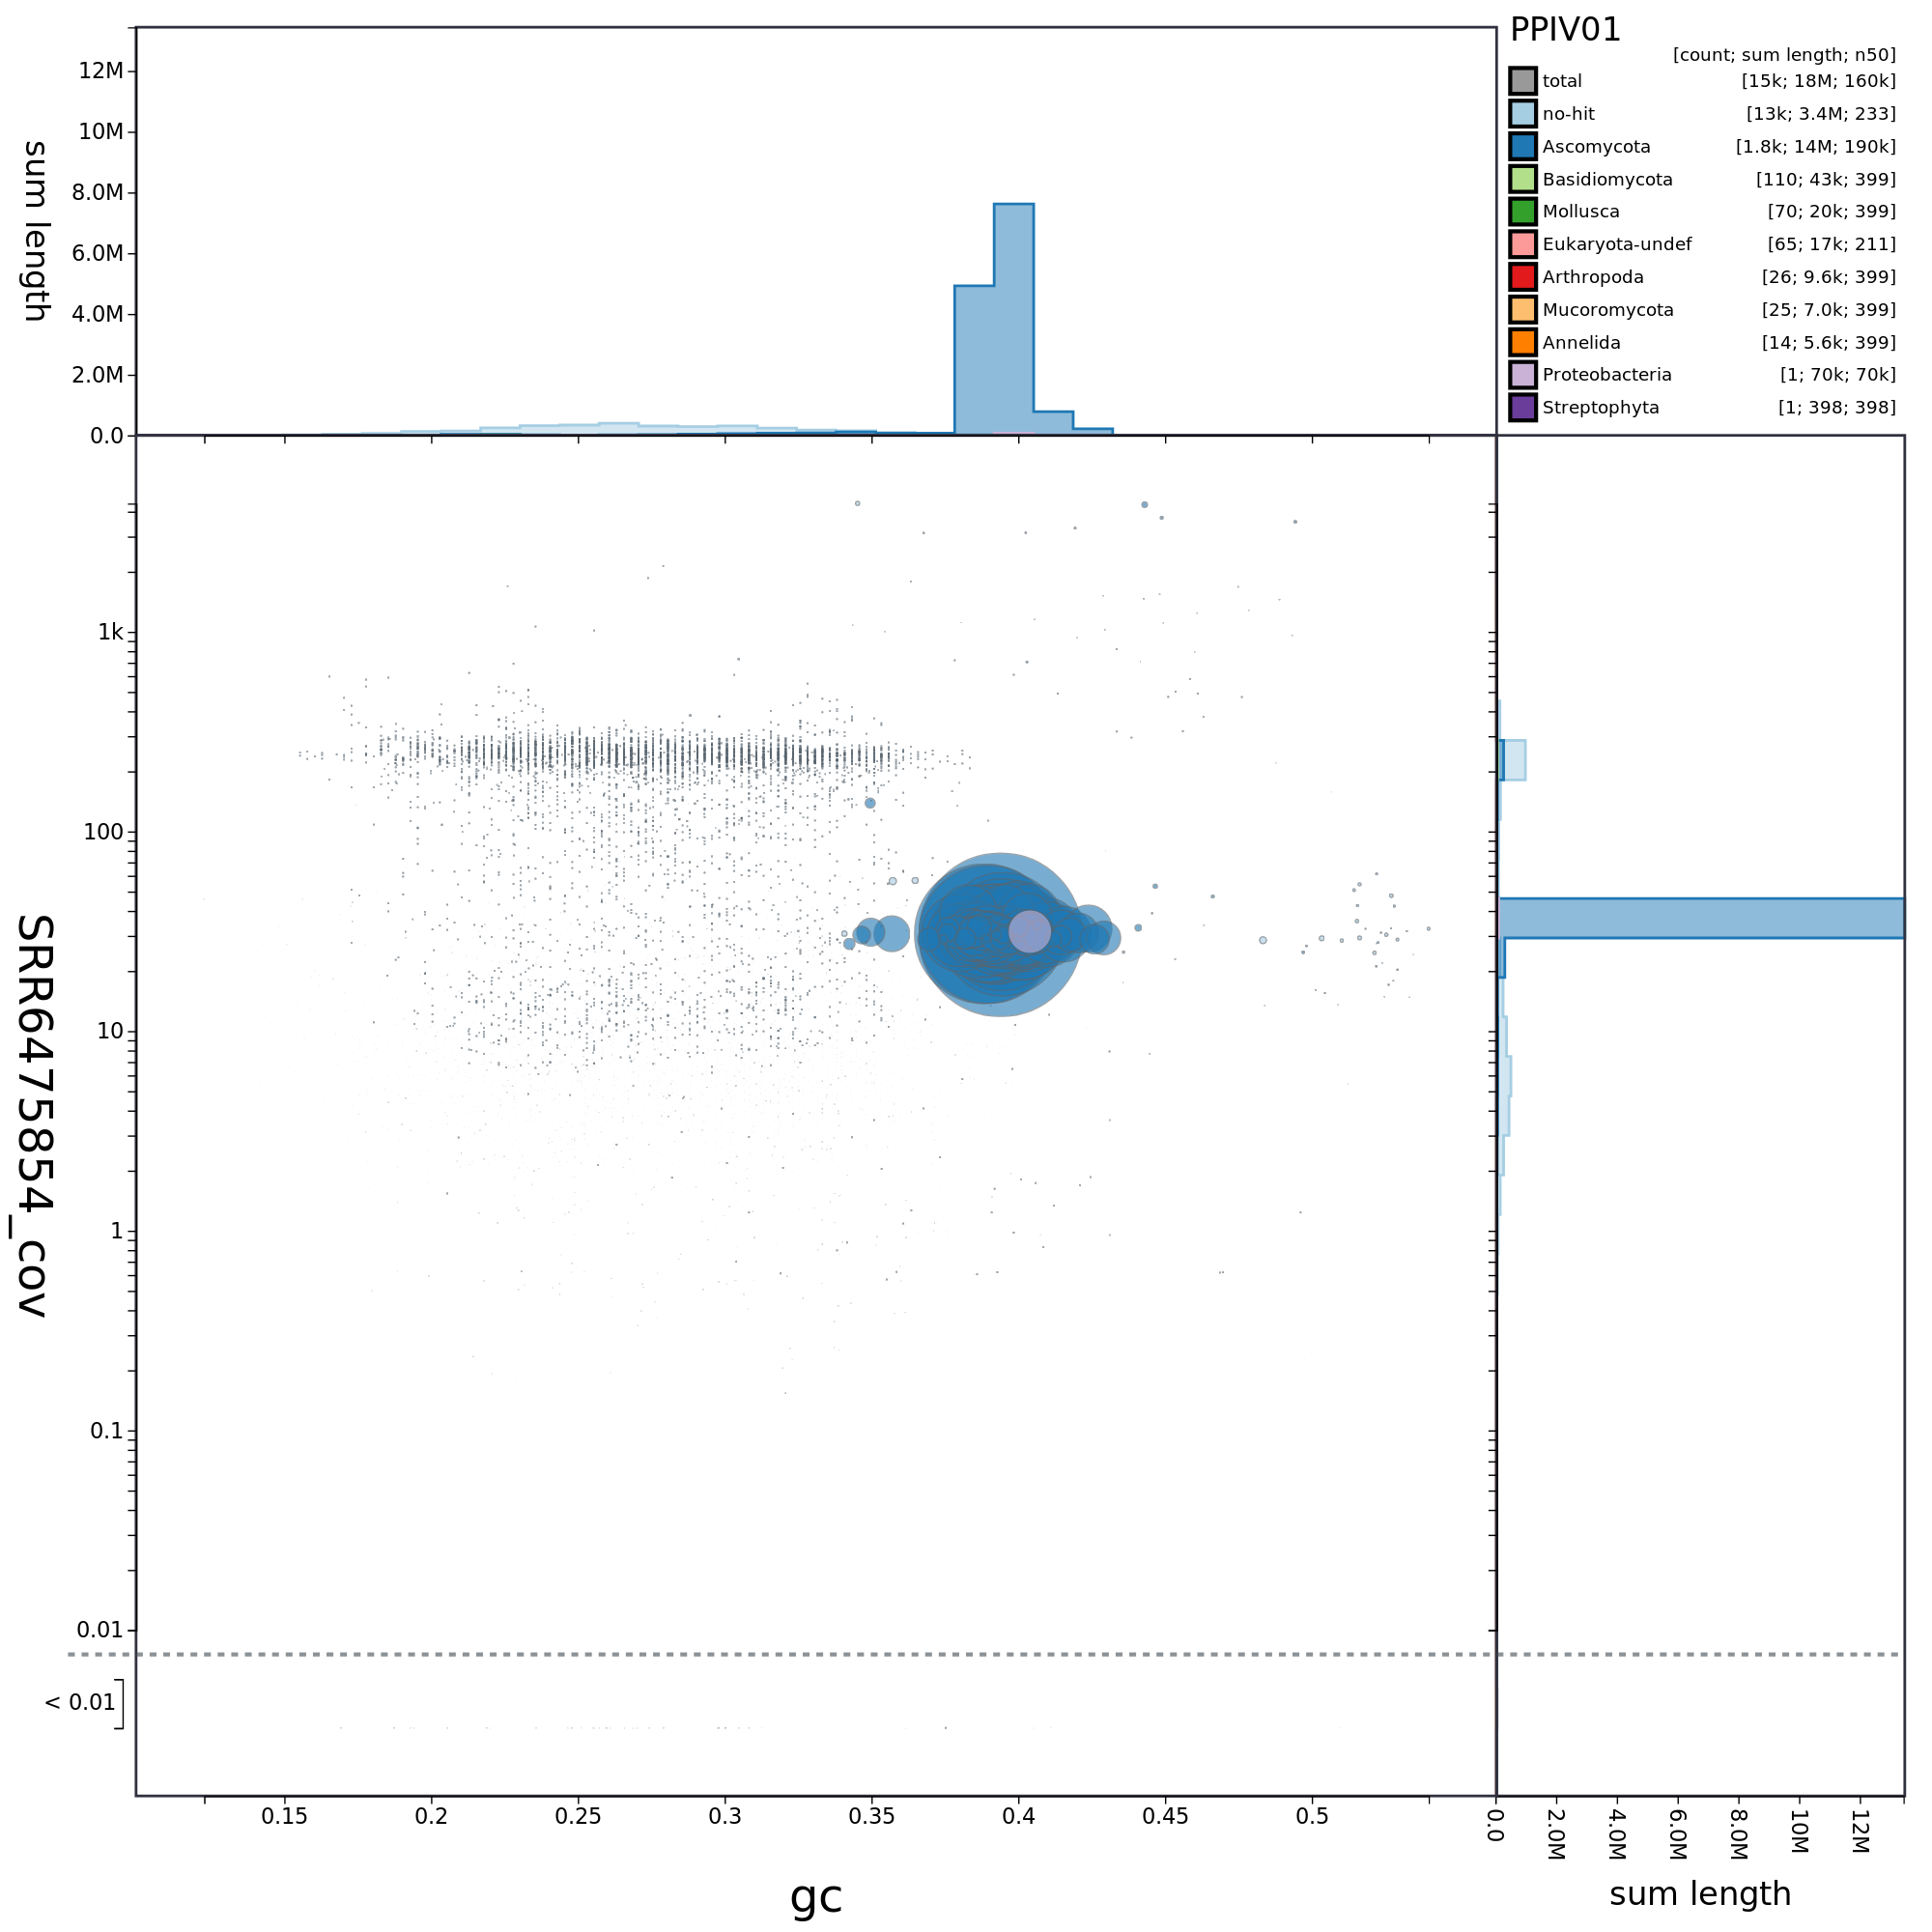 PPIV01
[count; sum length; n50]
total [15k; 18M; 160k]
no-hit [13k; 3.4M; 233]
Ascomycota [1.8k; 14M; 190k]
Basidiomycota [110; 43k; 399]
Mollusca [70; 20k; 399]
Eukaryota-undef [65; 17k; 211]
Arthropoda [26; 9.6k; 399]
Mucoromycota [25; 7.0k; 399]
Annelida [14; 5.6k; 399]
Proteobacteria [1; 70k; 70k]
Streptophyta [1; 398; 398]
sum length
12M
10M
8.0M
6.0M
4.0M
2.0M
0.0
SRR6475854_cov
1k
100
10
1
0.1
0.01
< 0.01
0.15 0.2 0.25 0.3 0.35 0.4 0.45 0.5
gc
0.0 2.0M 4.0M 6.0M 8.0M 10M 12M
sum length